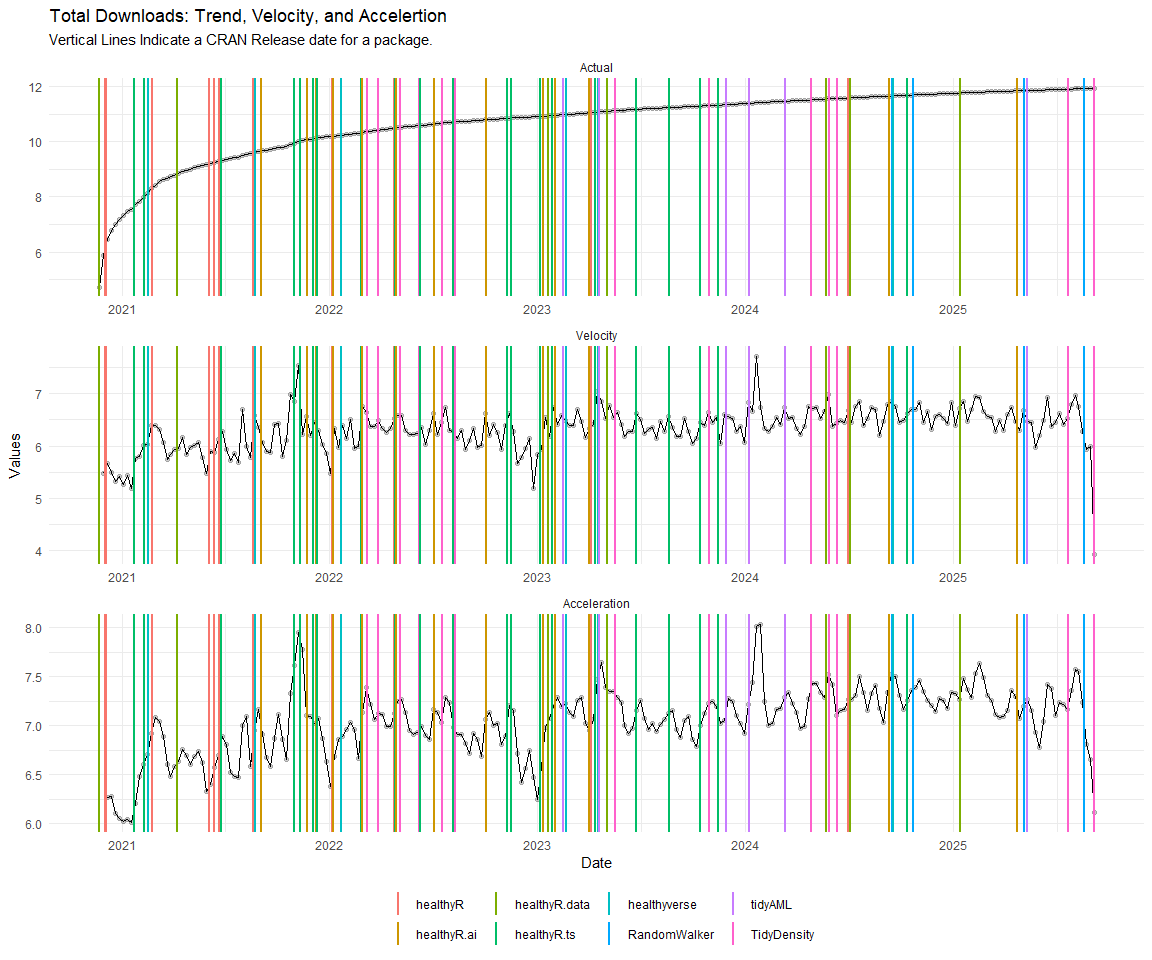 Total Downloads: Trend, Velocity, and Accelertion
Vertical Lines Indicate a CRAN Release date for a package.
Actual
12
10
8
6
2021 2022 2023 2024 2025
Velocity
7
6
5
4
2021 2022 2023 2024 2025
Values
Acceleration
8.0
7.5
7.0
6.5
6.0
2021 2022 2023 2024 2025
Date
healthyR healthyR.data healthyverse tidyAML
healthyR.ai healthyR.ts RandomWalker TidyDensity